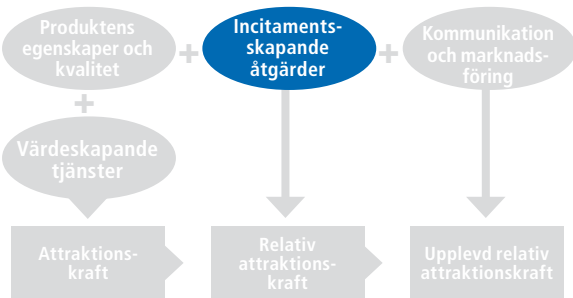 Produktens
egenskaper och
kvalitet
+
Incitaments-
skapande
åtgärder
+
Kommunikation
och marknads-
föring
+
Värdeskapande
tjänster
Attraktions-
kraft
Relativ
attraktions-
kraft
Upplevd relativ
attraktionskraft